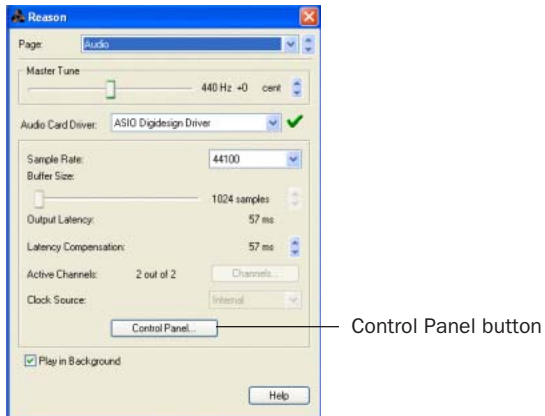 Reason
Page: Audio
Master Tune
440 Hz +0 cent
Audio Card Driver: ASIO Digidesign Driver
Sample Rate: 44100
Buffer Size:
1024 samples
Output Latency: 57 ms
Latency Compensation: 57 ms
Active Channels: 2 out of 2 Channels...
Clock Source: Internal
Control Panel... Control Panel button
Play in Background
Help